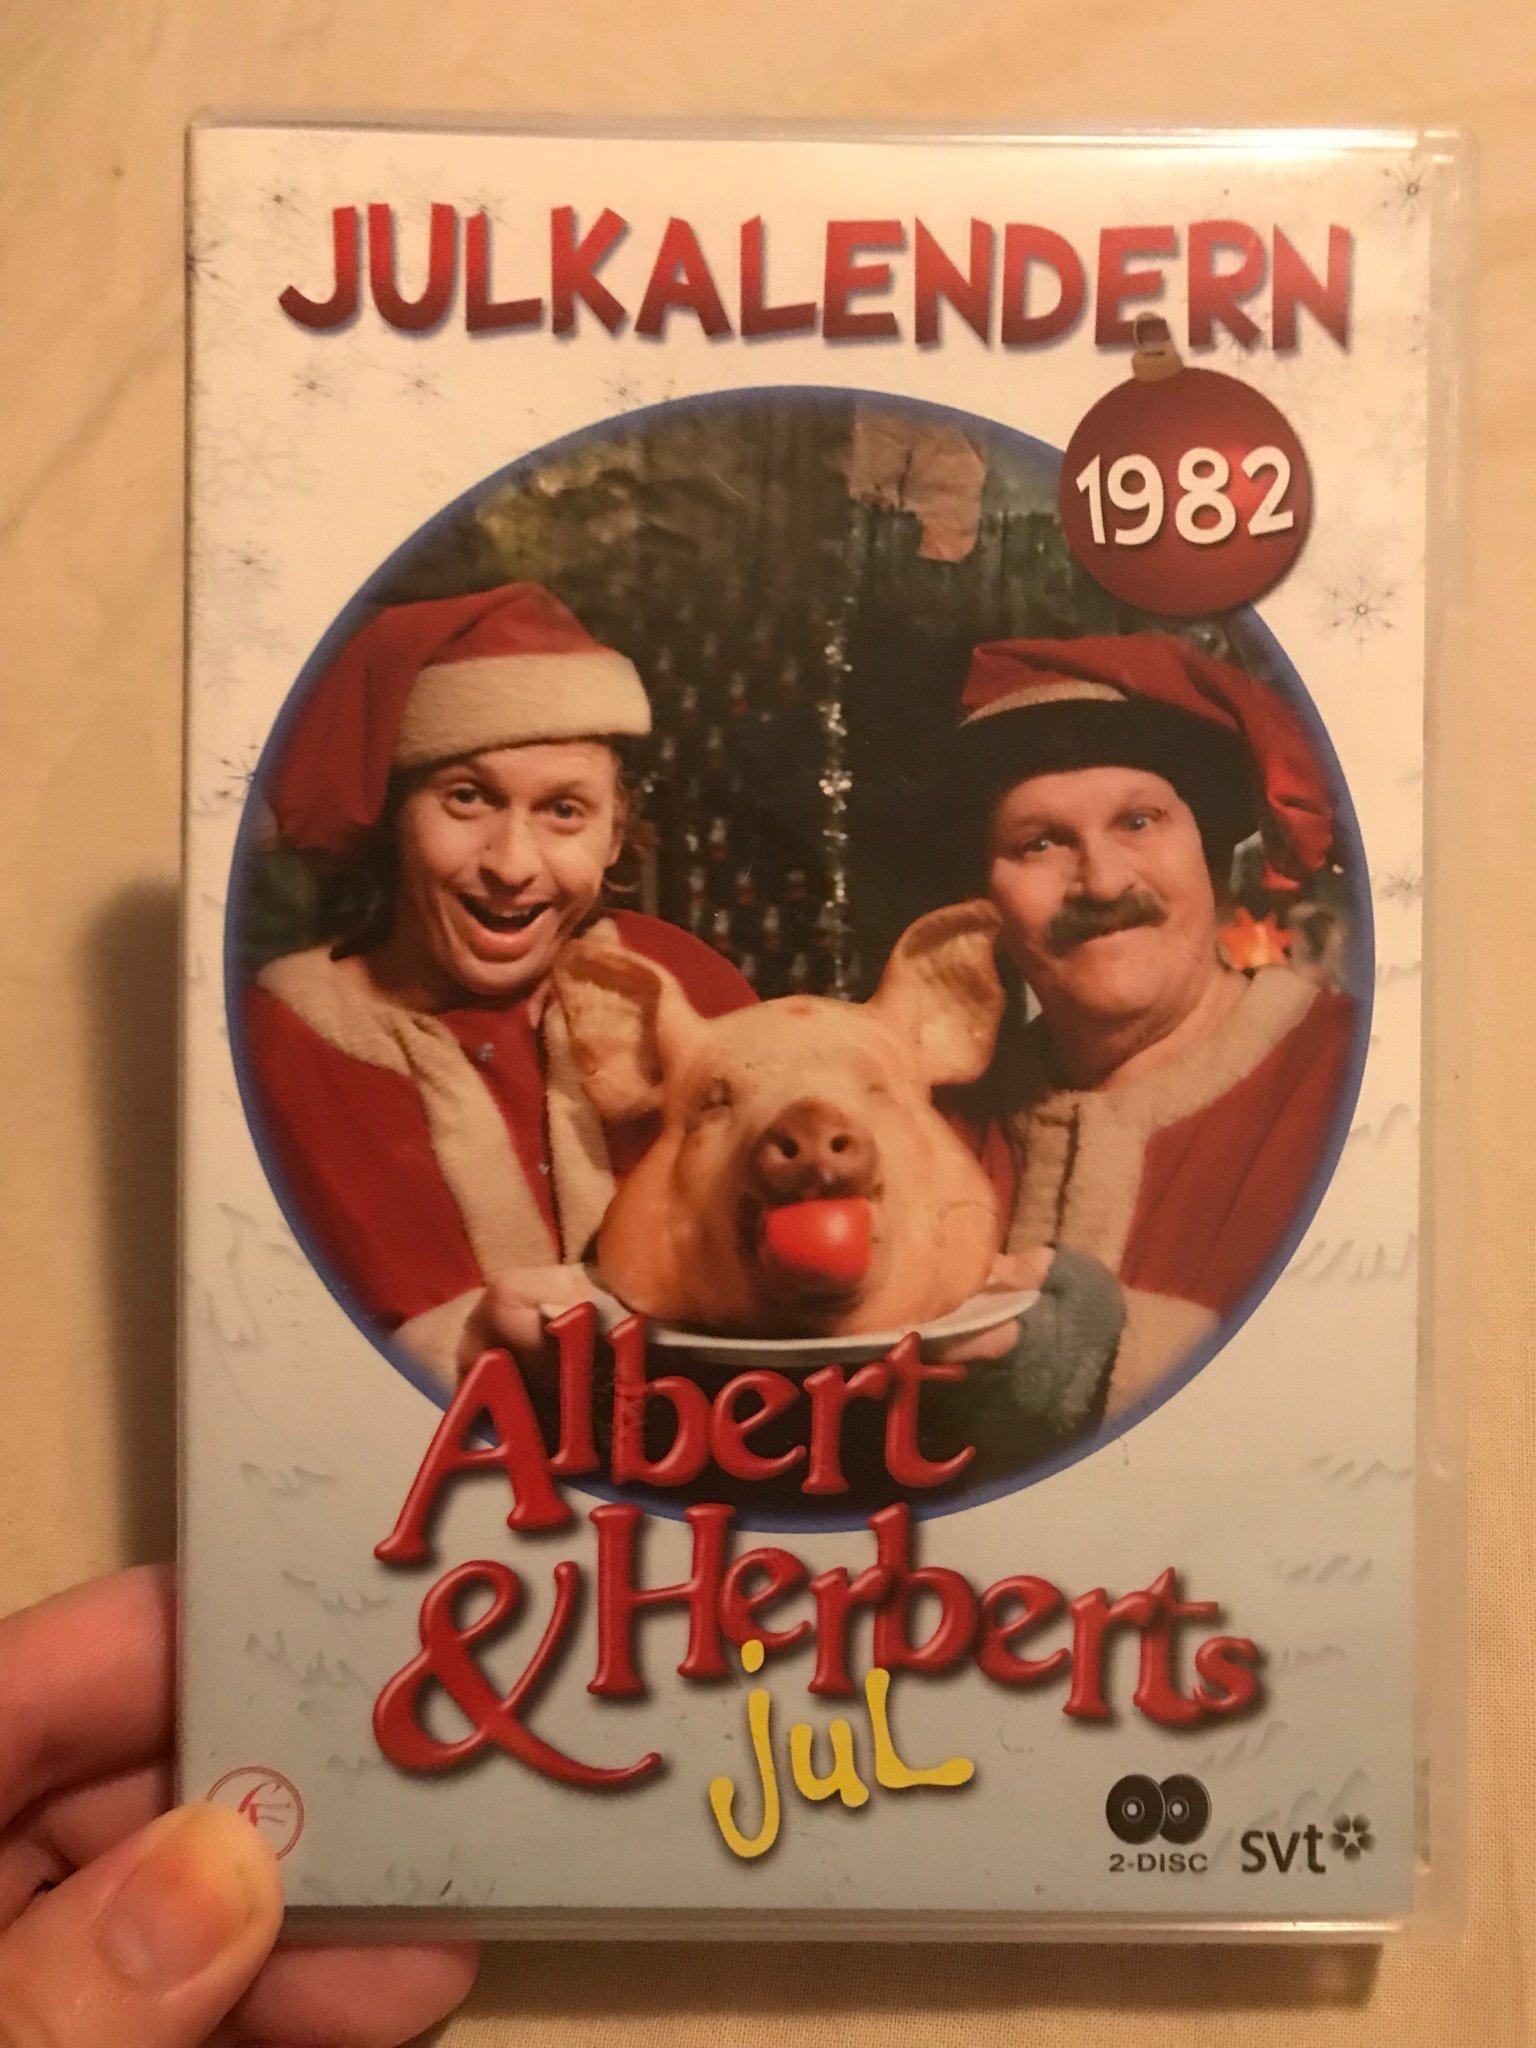 JULKALENDERN
1982
Albert
& Herberts
jul
2-DISC
svt